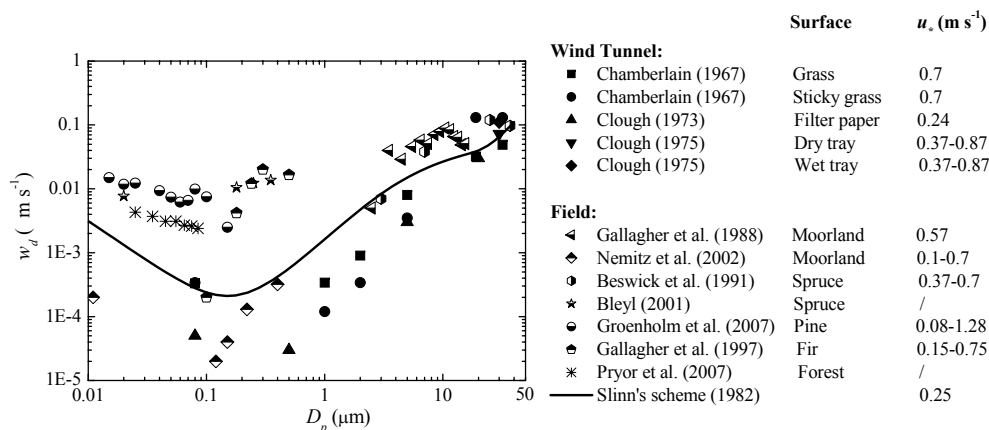 Surface u* (m s-1)
Wind Tunnel:
Chamberlain (1967) Grass 0.7
Chamberlain (1967) Sticky grass 0.7
Clough (1973) Filter paper 0.24
Clough (1975) Dry tray 0.37-0.87
Clough (1975) Wet tray 0.37-0.87
Field:
Gallagher et al. (1988) Moorland 0.57
Nemitz et al. (2002) Moorland 0.1-0.7
Beswick et al. (1991) Spruce 0.37-0.7
Bleyl (2001) Spruce /
Groenholm et al. (2007) Pine 0.08-1.28
Gallagher et al. (1997) Fir 0.15-0.75
Pryor et al. (2007) Forest /
Slinn's scheme (1982) 0.25
wd ( m s-1)
0.1
0.01
1E-3
1E-4
1E-5
0.01 0.1 1 10 50
Dp (μm)